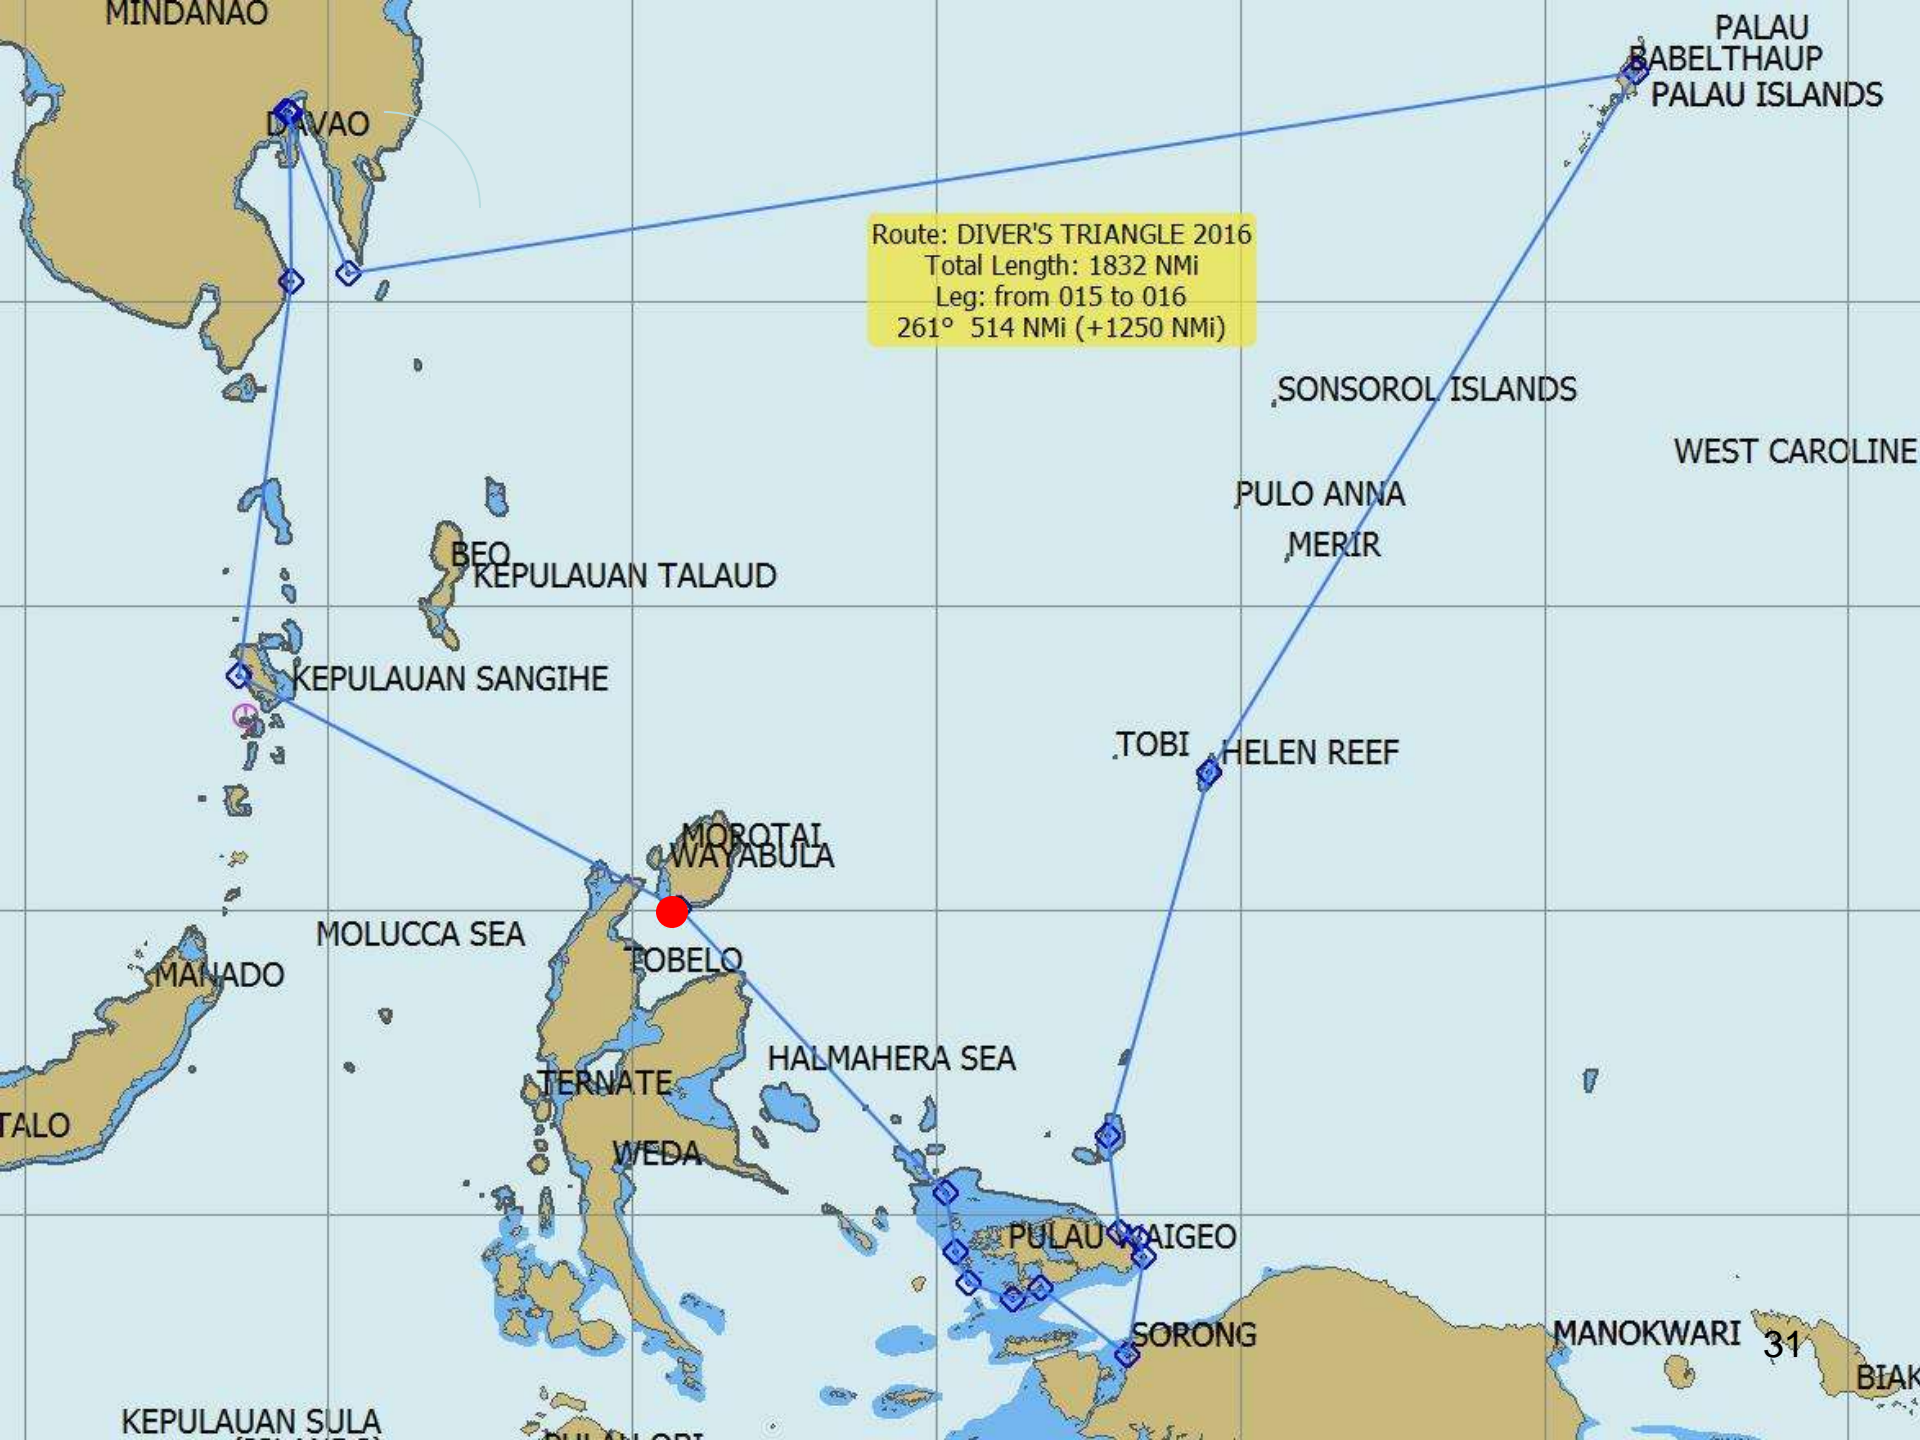 MINDANAO
PALAU
BABELTHAUP
PALAU ISLANDS
DAVAO
Route: DIVER'S TRIANGLE 2016
Total Length: 1832 NMi
Leg: from 015 to 016
261° 514 NMi (+1250 NMi)
SONSOROL ISLANDS
WEST CAROLINE
PULO ANNA
MERIR
BEO
KEPULAUAN TALAUD
KEPULAUAN SANGIHE
TOBI
HELEN REEF
MOROTAI
WAYABULA
MOLUCCA SEA
TOBELO
MANADO
HALMAHERA SEA
TERNATE
TALO
WEDA
PULAU WAIGEO
SORONG
MANOKWARI
31
BIAK
KEPULAUAN SULA